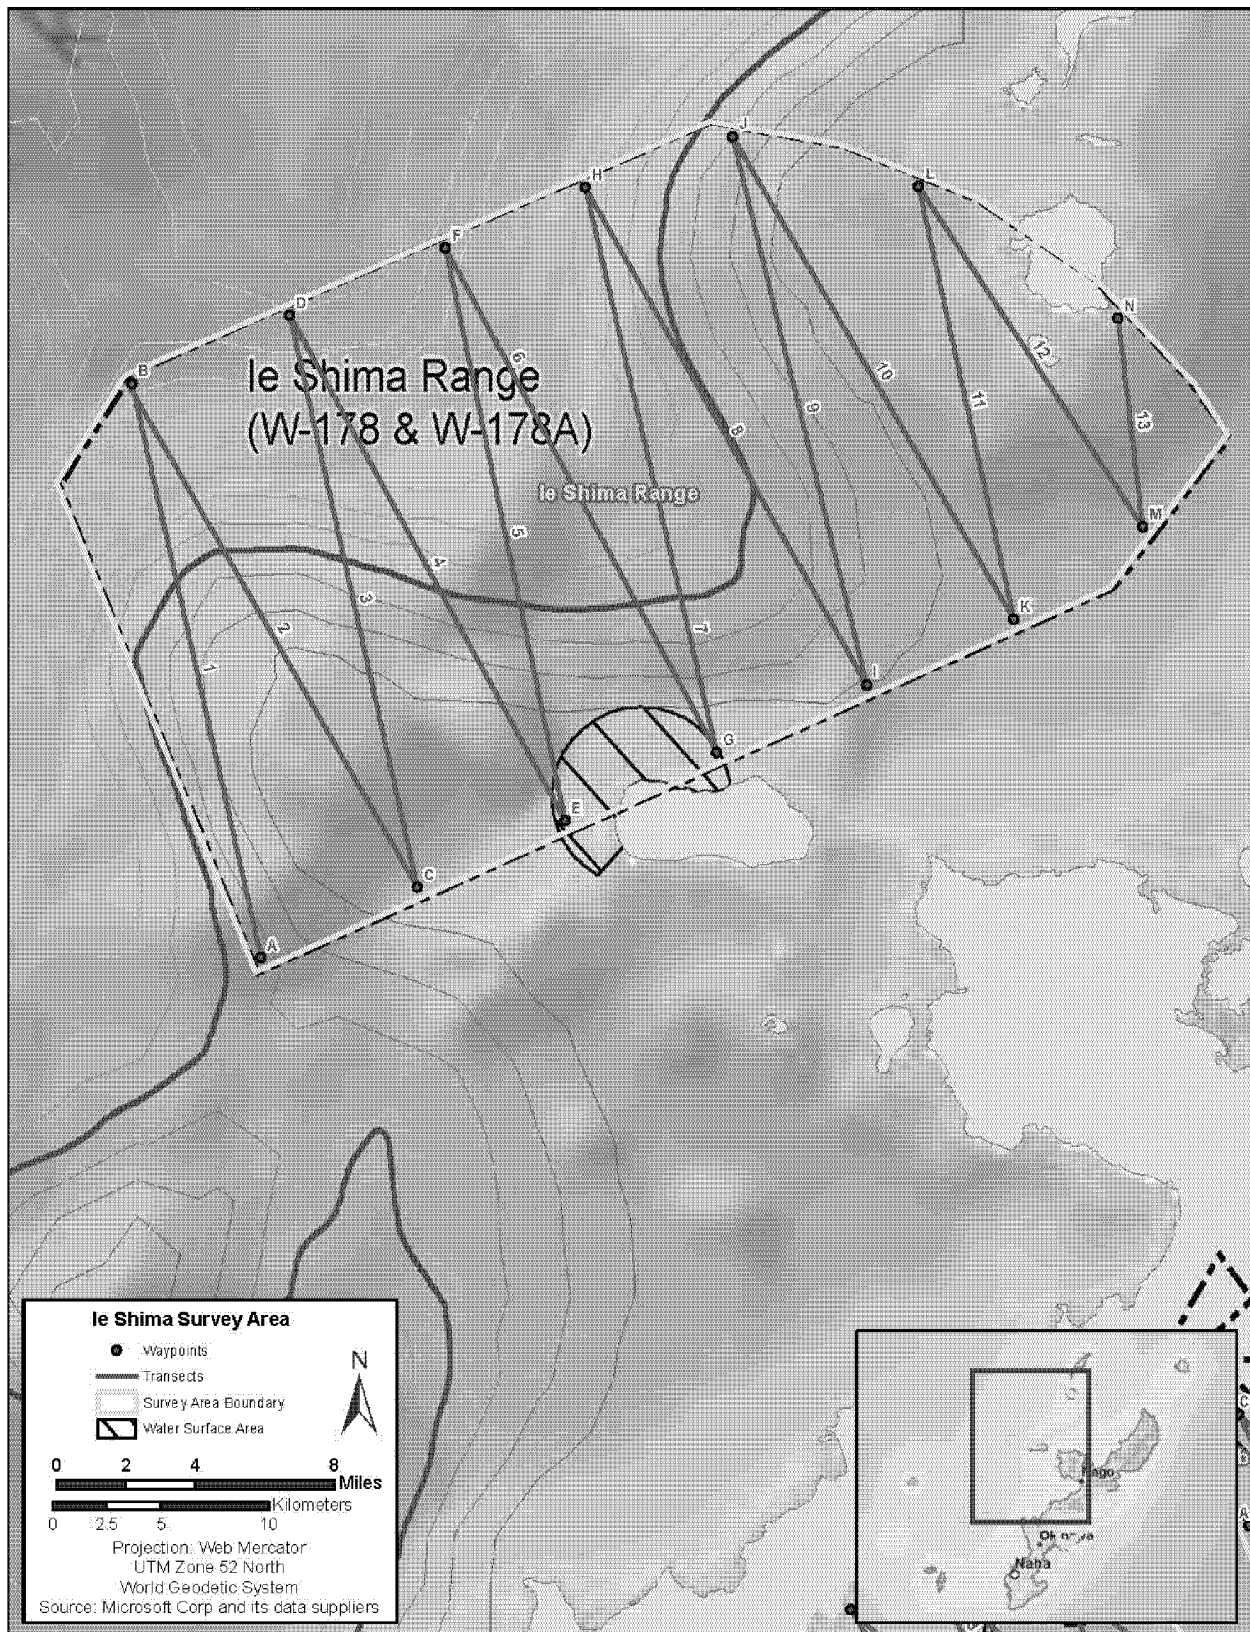 J
H
L
F
D
N
B
Ie Shima Range
(W-178 & W-178A)
6
12
10
11
9
13
8
Ie Shima Range
M
5
4
3
7
K
2
1
I
G
E
C
A
Ie Shima Survey Area
Waypoints
Transects
Survey Area Boundary
Water Surface Area
N
0 2 4 8
Miles
Kilometers
0 2.5 5 10
Projection: Web Mercator
UTM Zone 52 North
World Geodetic System
Source: Microsoft Corp and its data suppliers
Nago
Naha
C
A